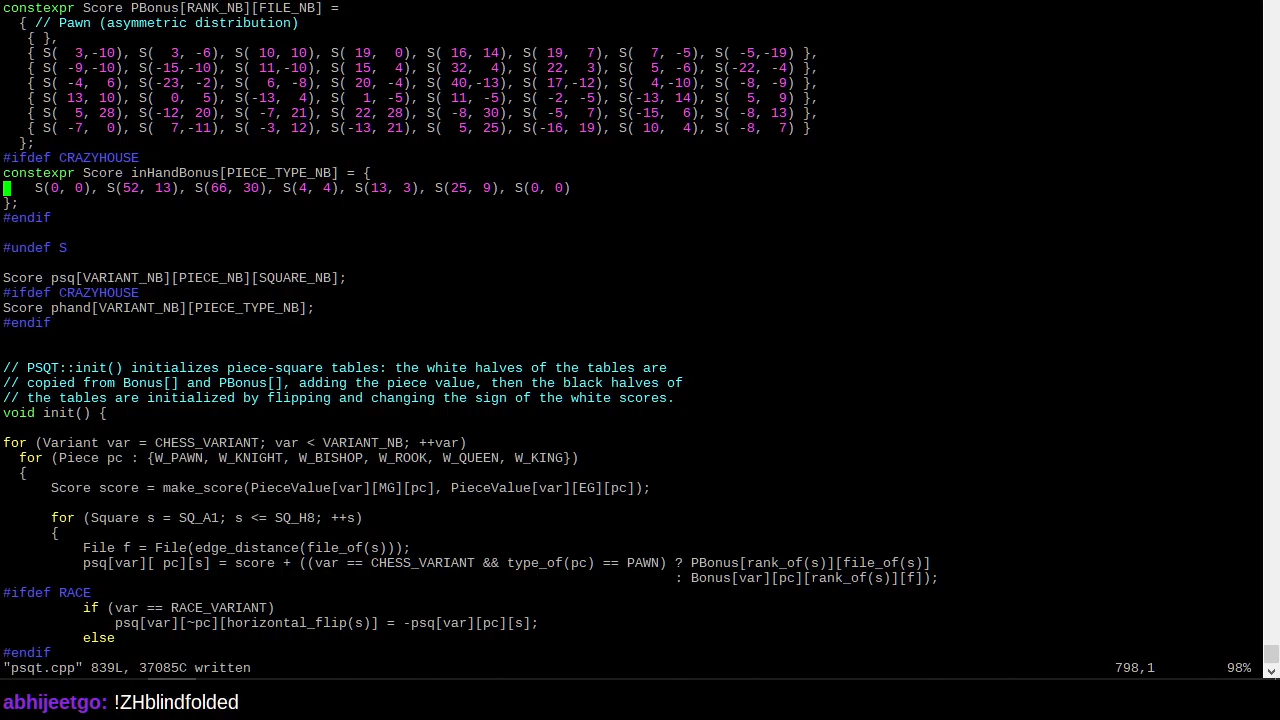 constexpr Score PBonus[RANK_NB][FILE_NB] =
  { // Pawn (asymmetric distribution)
   { },
   { S(  3,-10), S(  3, -6), S( 10, 10), S( 19,  0), S( 16, 14), S( 19,  7), S(  7, -5), S( -5,-19) },
   { S( -9,-10), S(-15,-10), S( 11,-10), S( 15,  4), S( 32,  4), S( 22,  3), S(  5, -6), S(-22, -4) },
   { S( -4,  6), S(-23, -2), S(  6, -8), S( 20, -4), S( 40,-13), S( 17,-12), S(  4,-10), S( -8, -9) },
   { S( 13, 10), S(  0,  5), S(-13,  4), S(  1, -5), S( 11, -5), S( -2, -5), S(-13, 14), S(  5,  9) },
   { S(  5, 28), S(-12, 20), S( -7, 21), S( 22, 28), S( -8, 30), S( -5,  7), S(-15,  6), S( -8, 13) },
   { S( -7,  0), S(  7,-11), S( -3, 12), S(-13, 21), S(  5, 25), S(-16, 19), S( 10,  4), S( -8,  7) }
  };
#ifdef CRAZYHOUSE
constexpr Score inHandBonus[PIECE_TYPE_NB] = {
    S(0, 0), S(52, 13), S(66, 30), S(4, 4), S(13, 3), S(25, 9), S(0, 0)
};
#endif

#undef S

Score psq[VARIANT_NB][PIECE_NB][SQUARE_NB];
#ifdef CRAZYHOUSE
Score phand[VARIANT_NB][PIECE_TYPE_NB];
#endif


// PSQT::init() initializes piece-square tables: the white halves of the tables are
// copied from Bonus[] and PBonus[], adding the piece value, then the black halves of
// the tables are initialized by flipping and changing the sign of the white scores.
void init() {

for (Variant var = CHESS_VARIANT; var < VARIANT_NB; ++var)
  for (Piece pc : {W_PAWN, W_KNIGHT, W_BISHOP, W_ROOK, W_QUEEN, W_KING})
  {
      Score score = make_score(PieceValue[var][MG][pc], PieceValue[var][EG][pc]);

      for (Square s = SQ_A1; s <= SQ_H8; ++s)
      {
          File f = File(edge_distance(file_of(s)));
          psq[var][ pc][s] = score + ((var == CHESS_VARIANT && type_of(pc) == PAWN) ? PBonus[rank_of(s)][file_of(s)]
                                                                                    : Bonus[var][pc][rank_of(s)][f]);
#ifdef RACE
          if (var == RACE_VARIANT)
              psq[var][~pc][horizontal_flip(s)] = -psq[var][pc][s];
          else
#endif
"psqt.cpp" 839L, 37085C written 798,1 98%
abhijeetgo: !ZHblindfolded